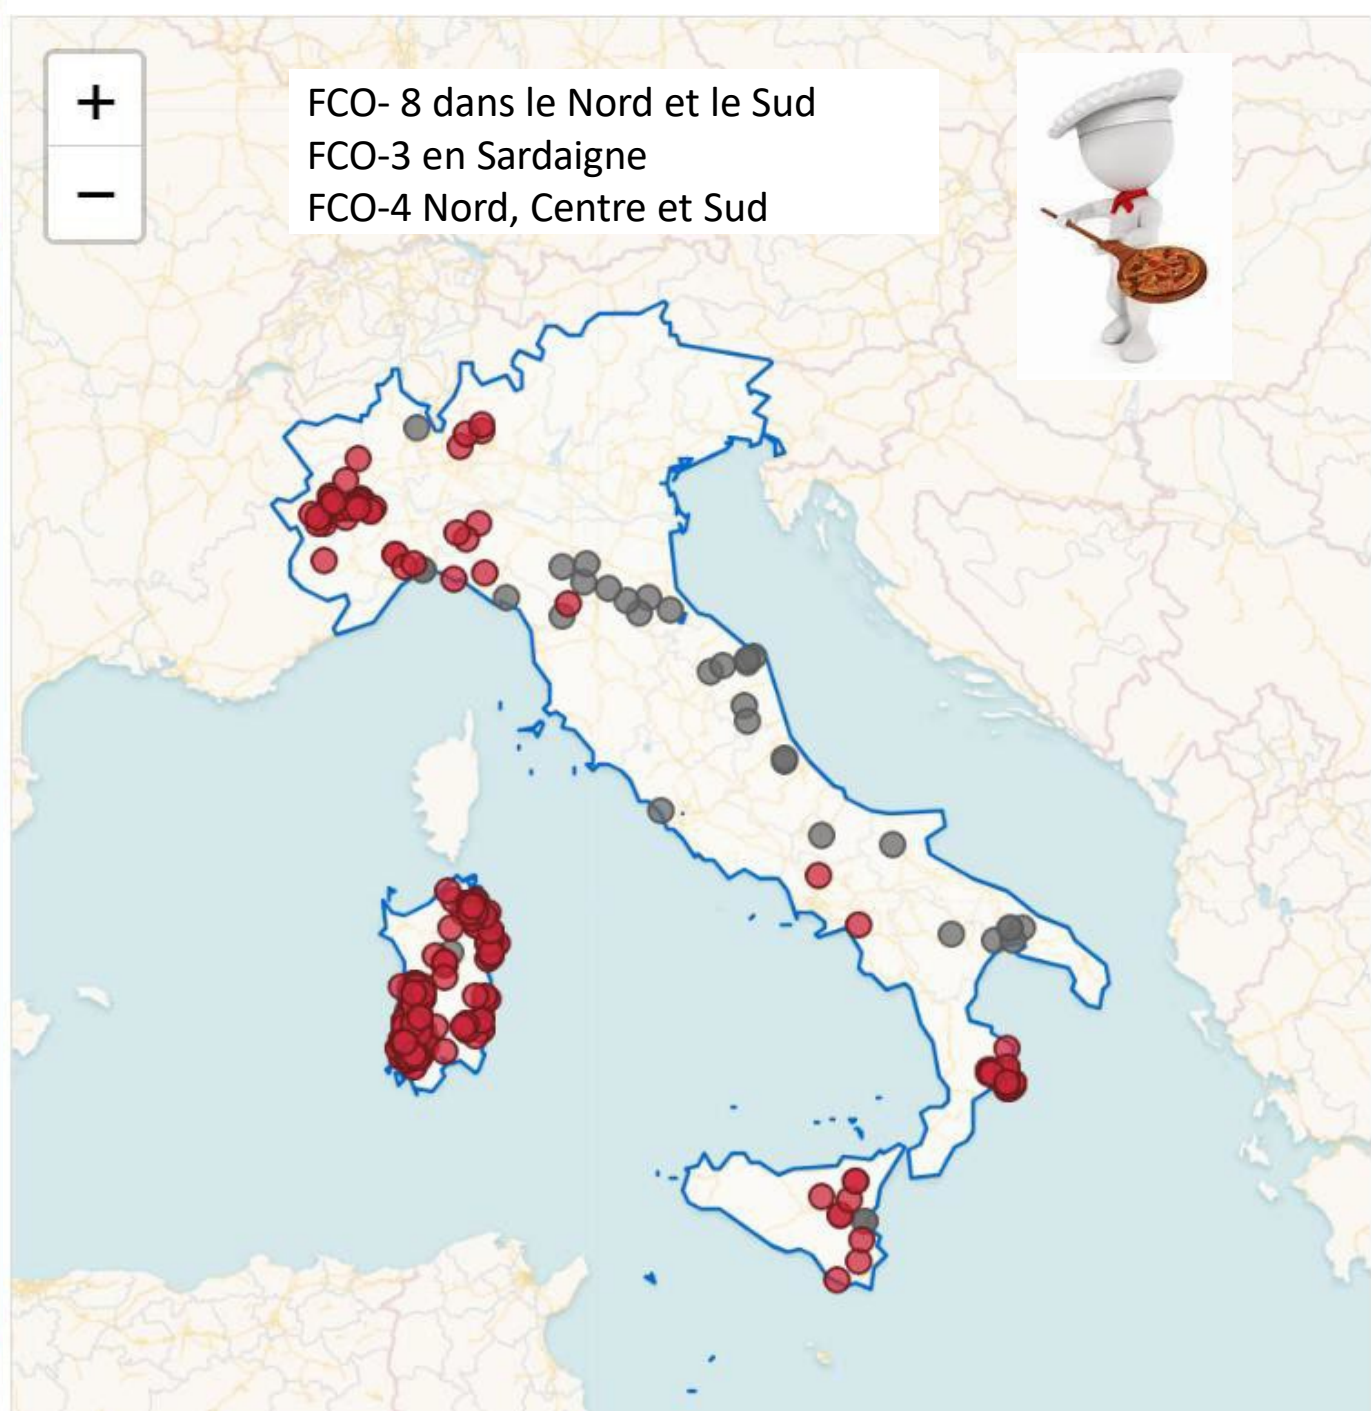 +
−
FCO- 8 dans le Nord et le Sud
FCO-3 en Sardaigne
FCO-4 Nord, Centre et Sud